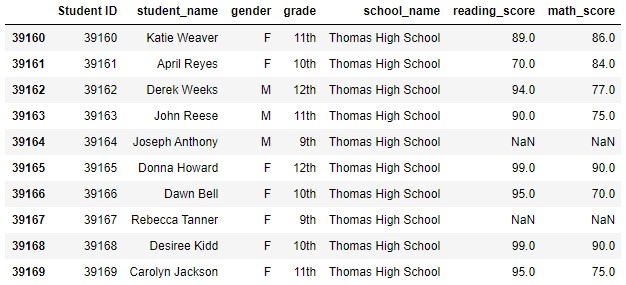 Student ID student_name gender grade school_name reading_score math_score
39160 39160 Katie Weaver F 11th Thomas High School 89.0 86.0
39161 39161 April Reyes F 10th Thomas High School 70.0 84.0
39162 39162 Derek Weeks M 12th Thomas High School 94.0 77.0
39163 39163 John Reese M 11th Thomas High School 90.0 75.0
39164 39164 Joseph Anthony M 9th Thomas High School NaN NaN
39165 39165 Donna Howard F 12th Thomas High School 99.0 90.0
39166 39166 Dawn Bell F 10th Thomas High School 95.0 70.0
39167 39167 Rebecca Tanner F 9th Thomas High School NaN NaN
39168 39168 Desiree Kidd F 10th Thomas High School 99.0 90.0
39169 39169 Carolyn Jackson F 11th Thomas High School 95.0 75.0